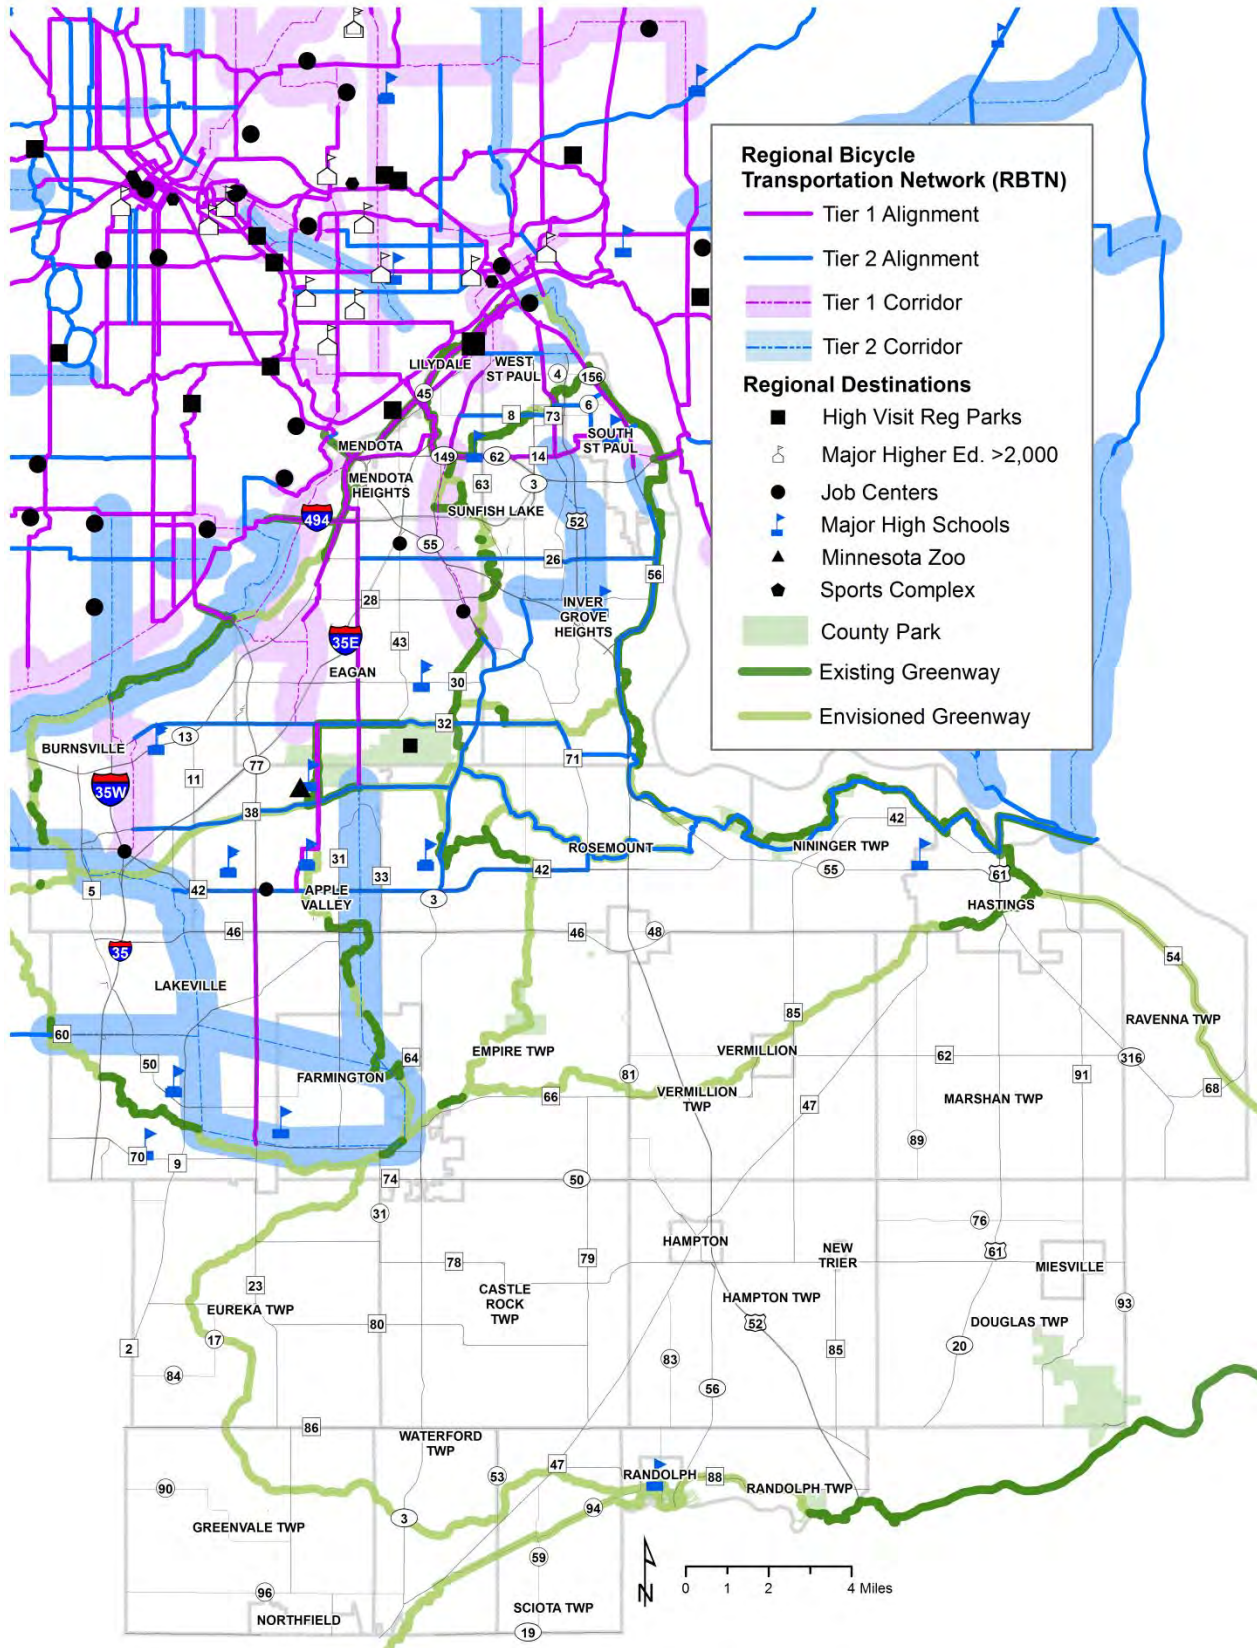 Regional Bicycle
Transportation Network (RBTN)
Tier 1 Alignment
Tier 2 Alignment
Tier 1 Corridor
Tier 2 Corridor
Regional Destinations
High Visit Reg Parks
Major Higher Ed. >2,000
Job Centers
Major High Schools
Minnesota Zoo
Sports Complex
County Park
Existing Greenway
Envisioned Greenway
LILYDALE
WEST
ST PAUL
4
156
45
6
8
73
MENDOTA
SOUTH
ST PAUL
149
62
14
MENDOTA
HEIGHTS
63
3
SUNFISH LAKE
494
52
55
26
56
28
INVER
GROVE
HEIGHTS
35E
43
EAGAN
30
32
13
BURNSVILLE
71
77
11
35W
38
42
ROSEMOUNT
NININGER TWP
31
33
42
55
61
5
42
APPLE
VALLEY
3
HASTINGS
46
46
48
35
54
LAKEVILLE
85
RAVENNA TWP
60
64
EMPIRE TWP
VERMILLION
62
316
50
FARMINGTON
81
91
66
VERMILLION
TWP
47
MARSHAN TWP
68
89
70
9
74
50
31
76
HAMPTON
NEW
TRIER
61
78
79
MIESVILLE
23
CASTLE
ROCK
TWP
HAMPTON TWP
93
EUREKA TWP
80
52
DOUGLAS TWP
17
2
85
20
84
83
56
86
WATERFORD
TWP
47
RANDOLPH
88
53
90
RANDOLPH TWP
94
3
GREENVALE TWP
59
N
0 1 2 4 Miles
96
NORTHFIELD
SCIOTA TWP
19